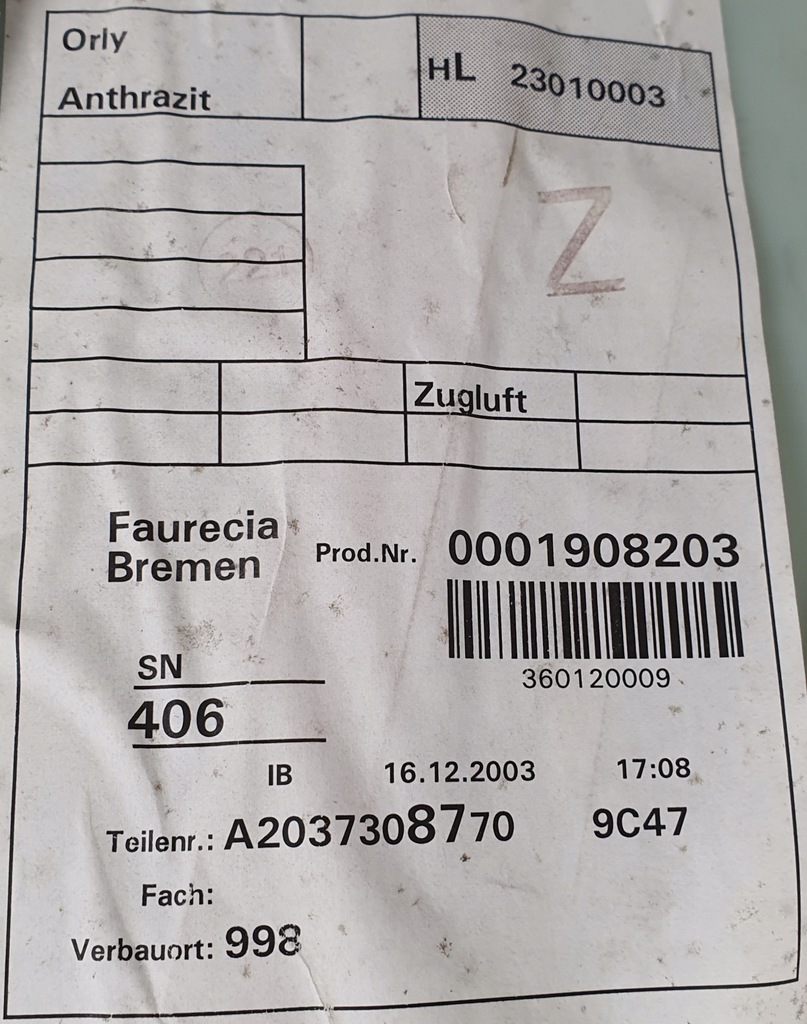 Orly
Anthrazit
HL 23010003
Z
Zugluft
Faurecia
Bremen
Prod.Nr. 0001908203
360120009
SN
406
IB 16.12.2003 17:08
Teilenr.: A2037308770 9C47
Fach:
Verbauort: 998